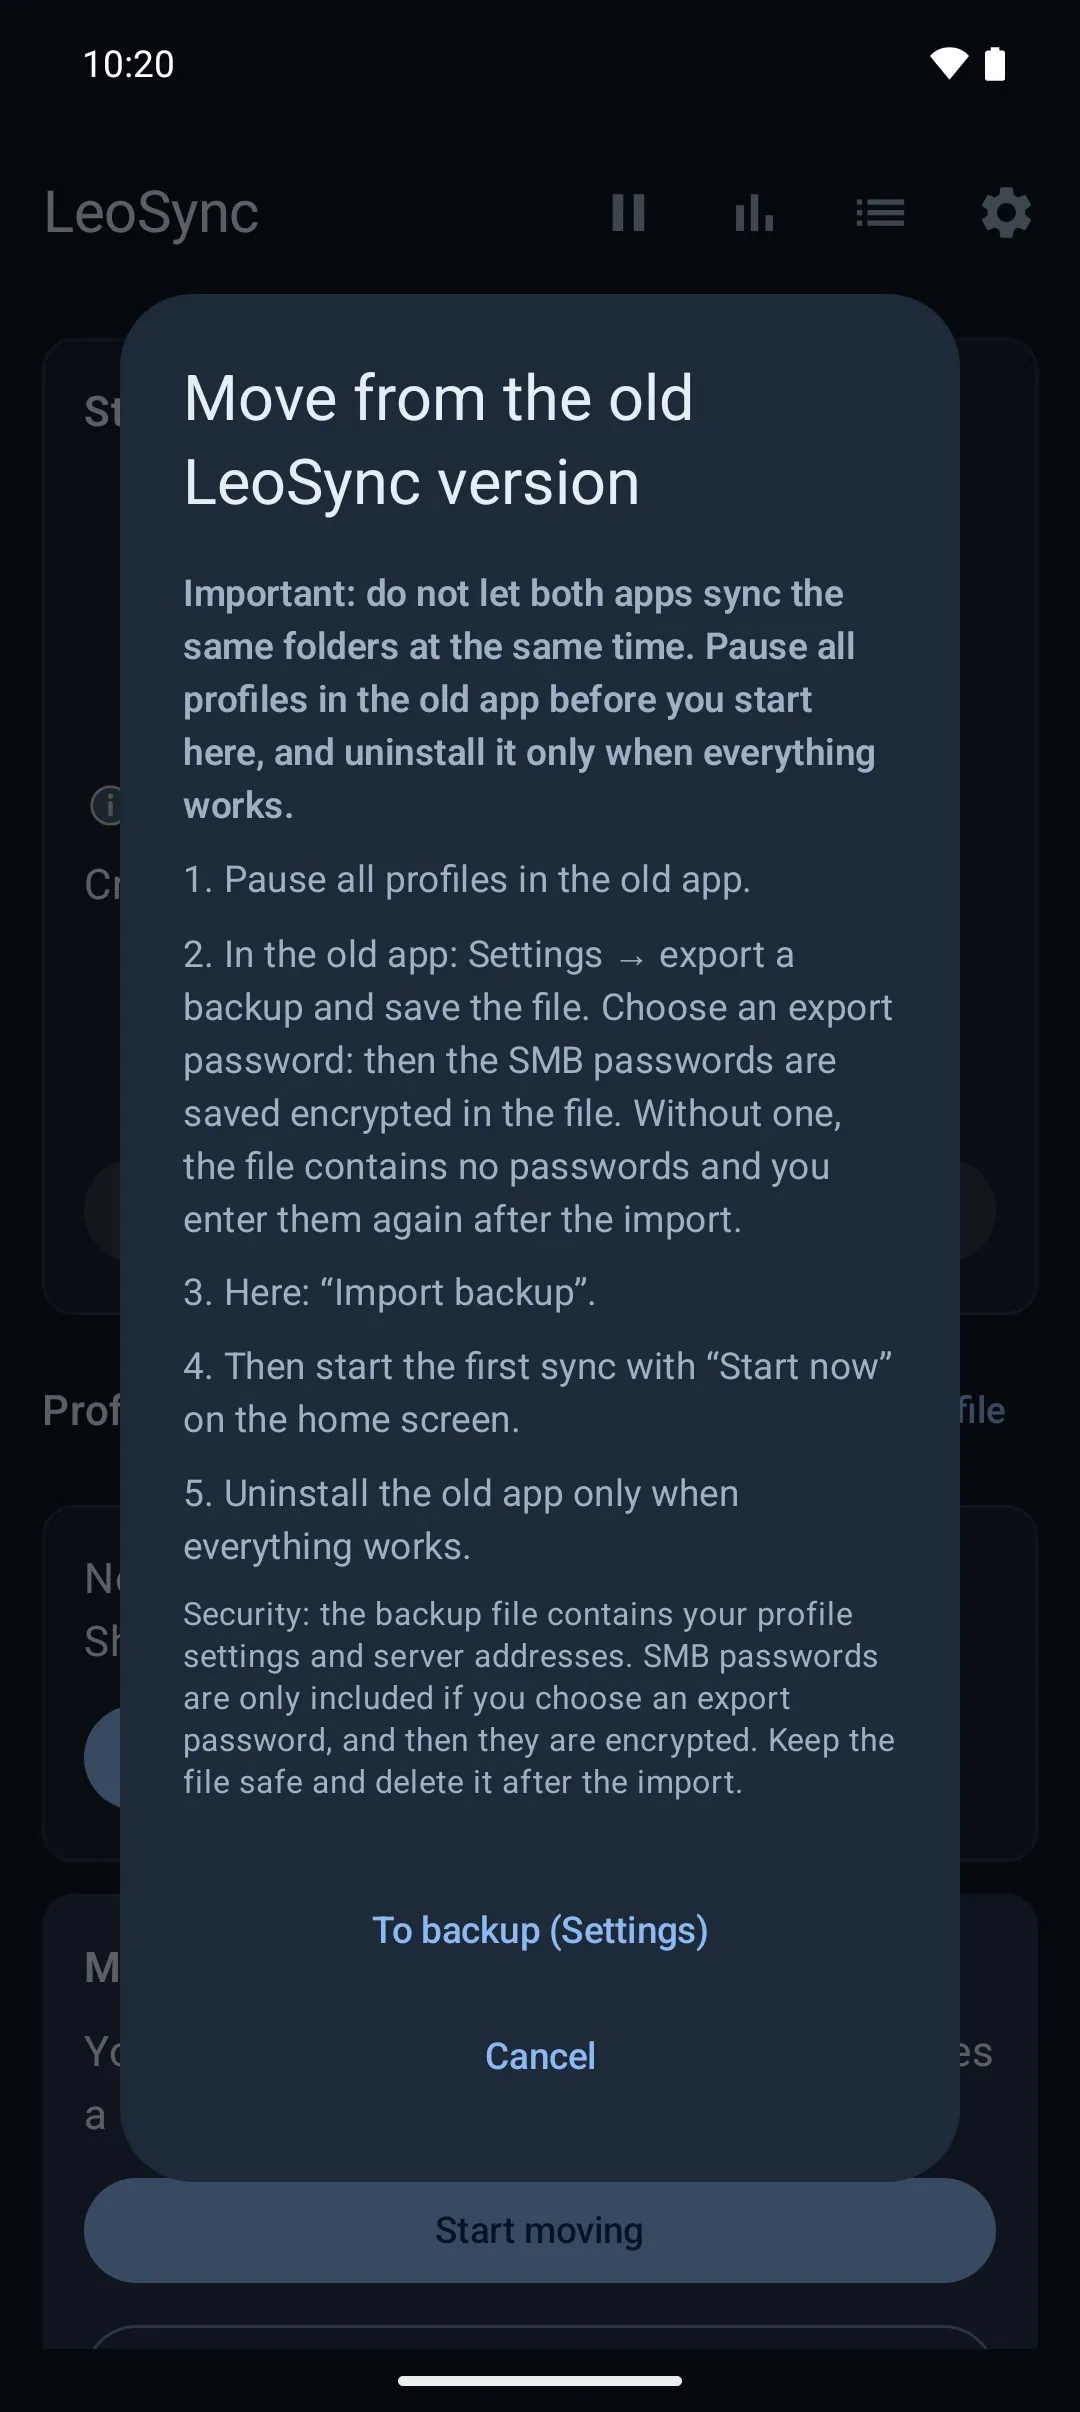 10:20
LeoSync
Move from the old
LeoSync version
Important: do not let both apps sync the
same folders at the same time. Pause all
profiles in the old app before you start
here, and uninstall it only when everything
works.
1. Pause all profiles in the old app.
2. In the old app: Settings → export a
backup and save the file. Choose an export
password: then the SMB passwords are
saved encrypted in the file. Without one,
the file contains no passwords and you
enter them again after the import.
3. Here: “Import backup”.
4. Then start the first sync with “Start now”
on the home screen.
5. Uninstall the old app only when
everything works.
Security: the backup file contains your profile
settings and server addresses. SMB passwords
are only included if you choose an export
password, and then they are encrypted. Keep the
file safe and delete it after the import.
To backup (Settings)
Cancel
a
Start moving